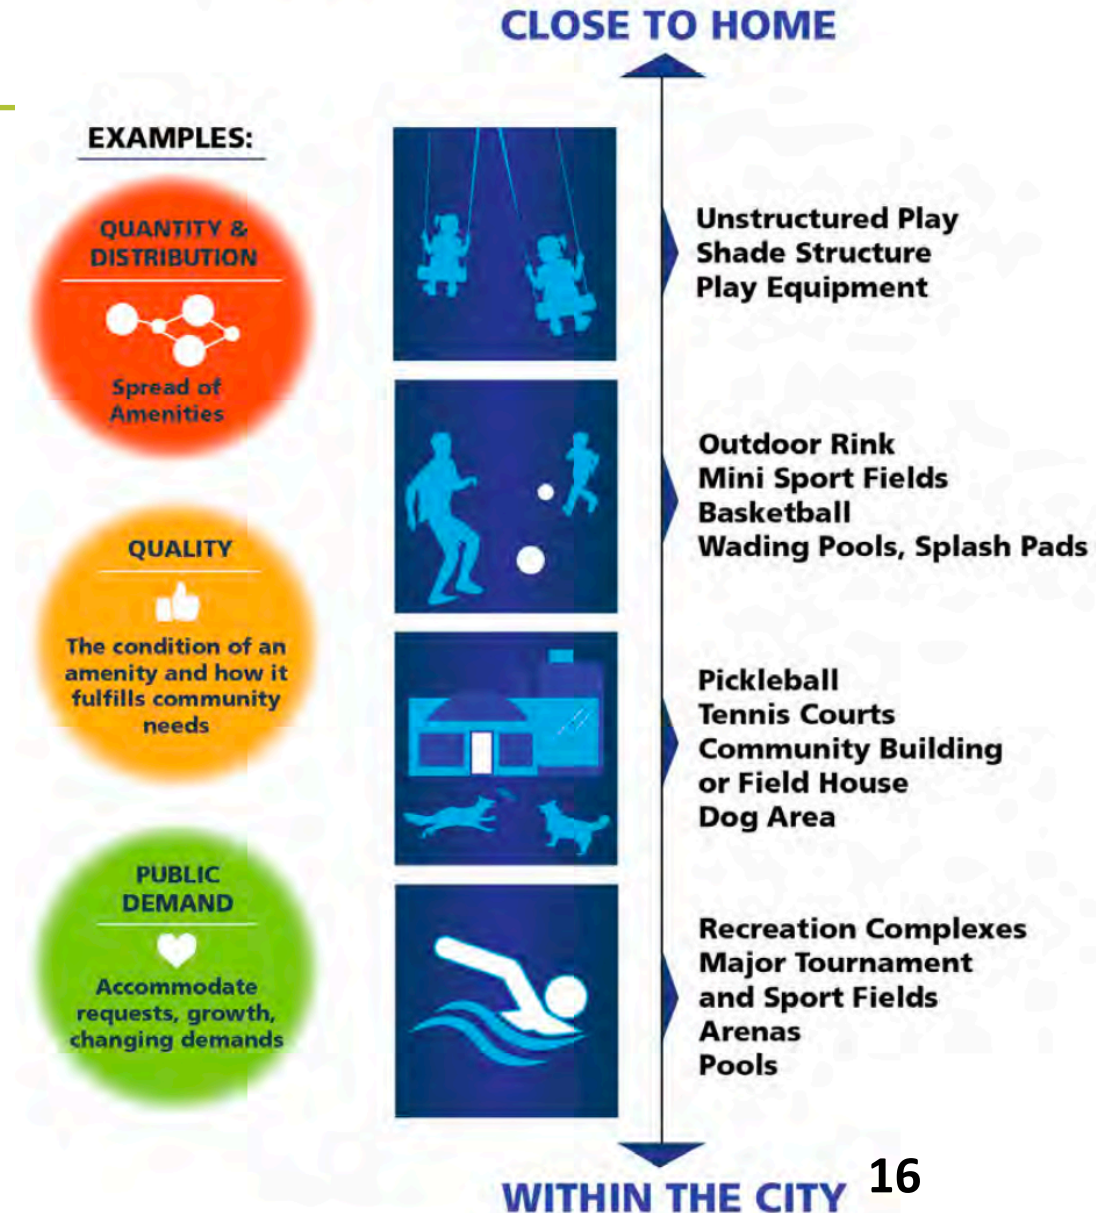 CLOSE TO HOME
EXAMPLES:
QUANTITY &
DISTRIBUTION
Spread of
Amenities
QUALITY
The condition of an
amenity and how it
fulfills community
needs
PUBLIC
DEMAND
Accommodate
requests, growth,
changing demands
Unstructured Play
Shade Structure
Play Equipment
Outdoor Rink
Mini Sport Fields
Basketball
Wading Pools, Splash Pads
Pickleball
Tennis Courts
Community Building
or Field House
Dog Area
Recreation Complexes
Major Tournament
and Sport Fields
Arenas
Pools
WITHIN THE CITY
16